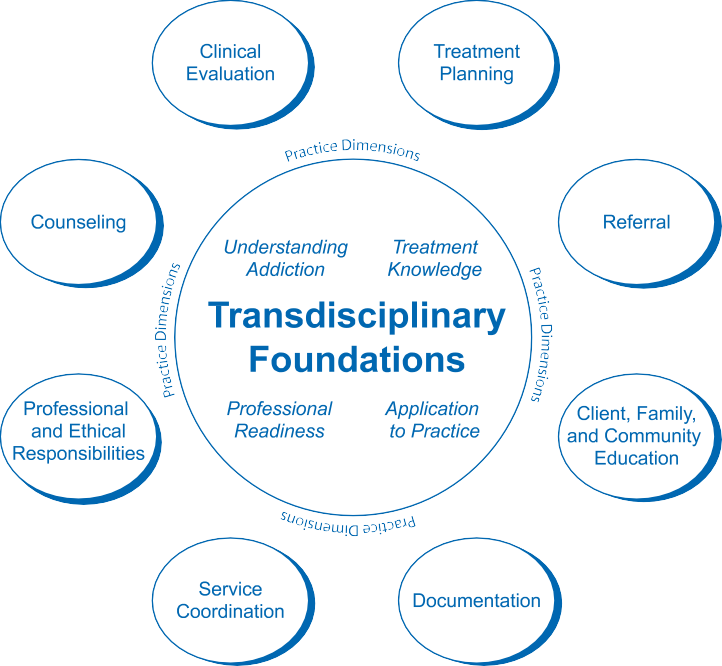 Clinical
Evaluation
Treatment
Planning
Practice Dimensions
Counseling
Referral
Understanding
Addiction
Treatment
Knowledge
Practice Dimensions
Practice Dimensions
Transdisciplinary
Foundations
Professional
Readiness
Application
to Practice
Professional
and Ethical
Responsibilities
Client, Family,
and Community
Education
Practice Dimensions
Service
Coordination
Documentation